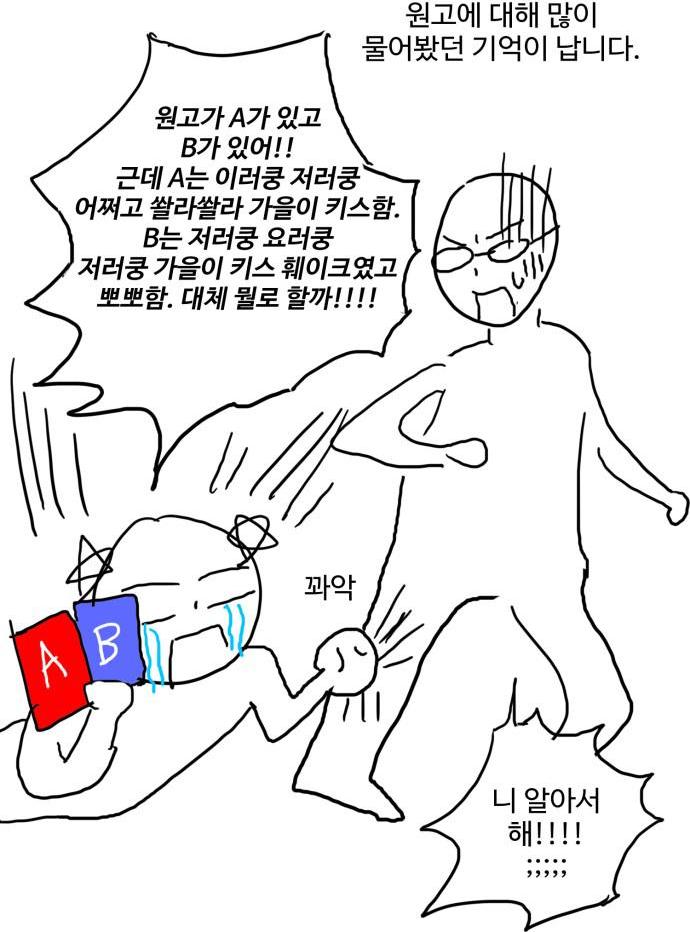 원고에 대해 많이
물어봤던 기억이 납니다.
원고가 A가 있고
B가 있어!!
근데 A는 이러쿵 저러쿵
어쩌고 쏼라쏼라 가을이 키스함.
B는 저러쿵 요러쿵
저러쿵 가을이 키스 훼이크였고
뽀뽀함. 대체 뭘로 할까!!!!
꽈악
A
B
니 알아서
해!!!!
;;;;;